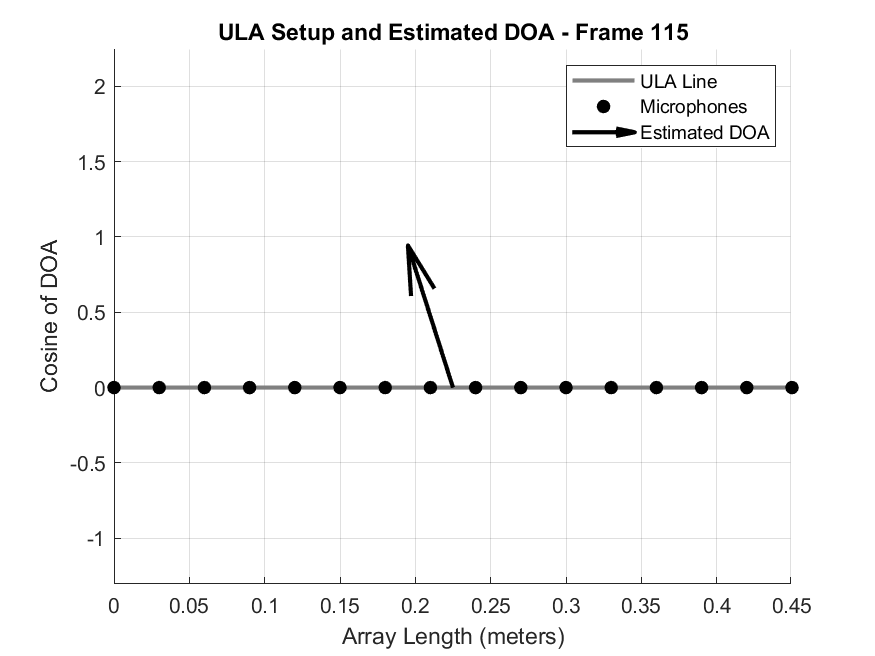 ULA Setup and Estimated DOA - Frame 115
ULA Line
Microphones
Estimated DOA
2
1.5
1
0.5
0
-0.5
-1
Cosine of DOA
0 0.05 0.1 0.15 0.2 0.25 0.3 0.35 0.4 0.45
Array Length (meters)